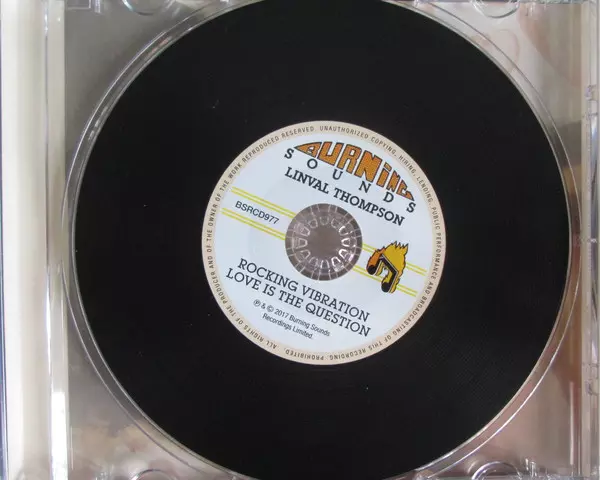 BURNING
SOUNDS
LINVAL THOMPSON
BSRCD977
ROCKING VIBRATION
LOVE IS THE QUESTION
℗ & © 2017 Burning Sounds
Recordings Limited.
ALL RIGHTS OF THE PRODUCER AND OF THE OWNER OF THE WORK REPRODUCED RESERVED. UNAUTHORIZED COPYING, HIRING, LENDING, PUBLIC PERFORMANCE AND BROADCASTING OF THIS RECORDING PROHIBITED.